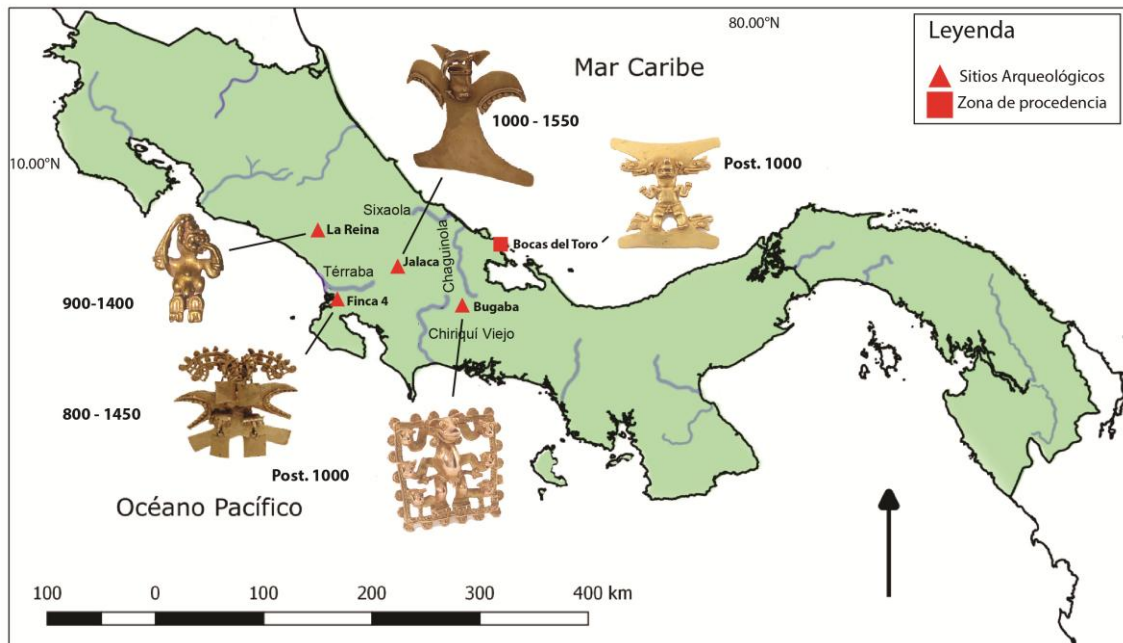 80.00°N
Leyenda
Sitios Arqueológicos
Zona de procedencia
Mar Caribe
1000 - 1550
10.00°N
Post. 1000
Sixaola
La Reina
Chaguinola
Bocas del Toro
Jalaca
Térraba
900-1400
Finca 4
Bugaba
Chiriquí Viejo
800 - 1450
Post. 1000
Océano Pacífico
100 0 100 200 300 400 km